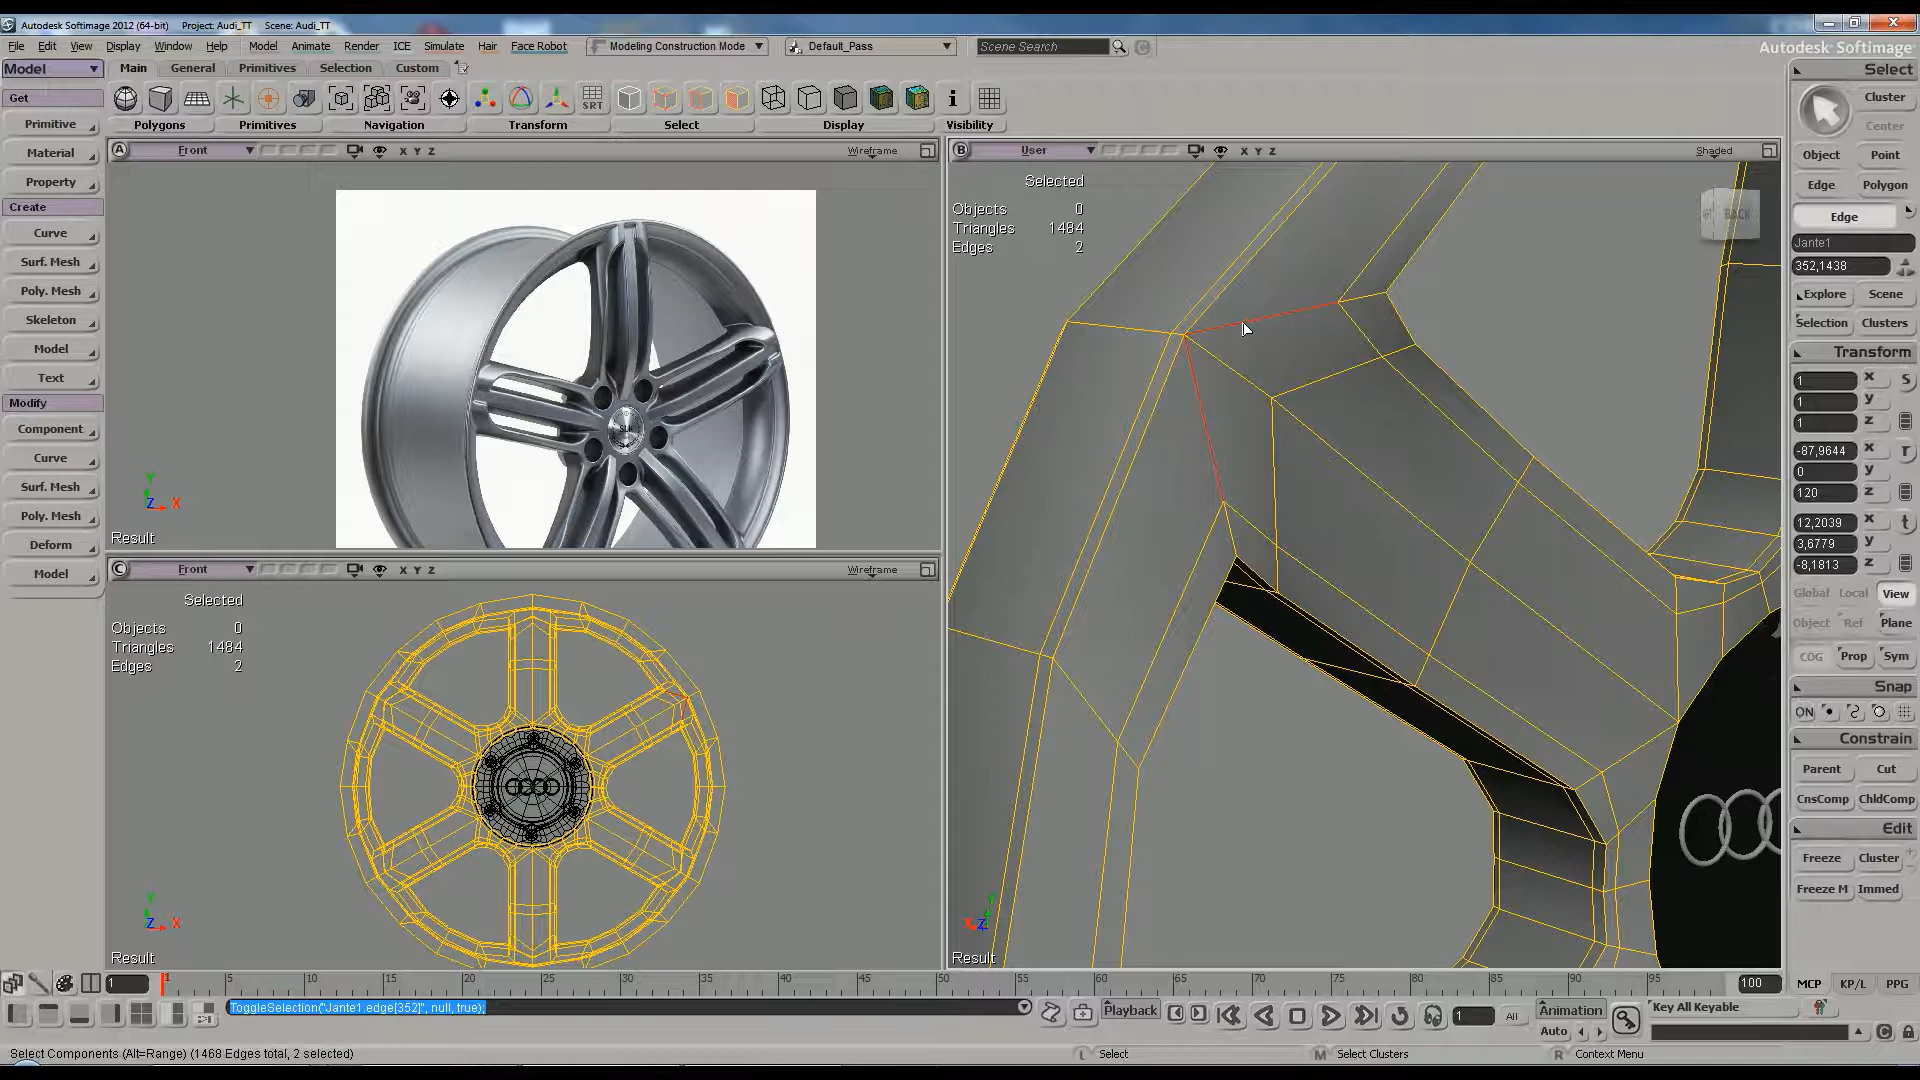 Autodesk Softimage 2012 (64-bit)    Project: Audi_TT    Scene: Audi_TT
File Edit View Display Window Help Model Animate Render ICE Simulate Hair Face Robot Modeling Construction Mode Default_Pass Scene Search Autodesk Softimage
Model Main General Primitives Selection Custom
Select
Get
Primitive
Material
Property
Create
Curve
Surf. Mesh
Poly. Mesh
Skeleton
Model
Text
Modify
Component
Curve
Surf. Mesh
Poly. Mesh
Deform
Model
SRT
Polygons Primitives Navigation Transform Select Display Visibility
A Front X Y Z Wireframe
SLR
Y
Z X
Result
B User X Y Z Shaded
Selected
Objects 0
Triangles 1484
Edges 2
BACK
Y
X Z
Result
C Front X Y Z Wireframe
Selected
Objects 0
Triangles 1484
Edges 2
Y
Z X
Result
Cluster
Center
Object Point
Edge Polygon
Edge
Jante1
352,1438
Explore Scene
Selection Clusters
Transform
1 x s
1 y
1 z
-87,9644 x r
0 y
120 z
12,2039 x t
3,6779 y
-8,1813 z
Global Local View
Object Ref Plane
COG Prop Sym
Snap
ON
Constrain
Parent Cut
CnsComp ChldComp
Edit
Freeze Cluster
Freeze M Immed
1 1 5 10 15 20 25 30 35 40 45 50 55 60 65 70 75 80 85 90 95 100 MCP KP/L PPG
ToggleSelection("Jante1.edge[352]", null, true);
Playback 1 All Animation Key All Keyable
Auto
Select Components (Alt=Range) (1468 Edges total, 2 selected) L Select M Select Clusters R Context Menu